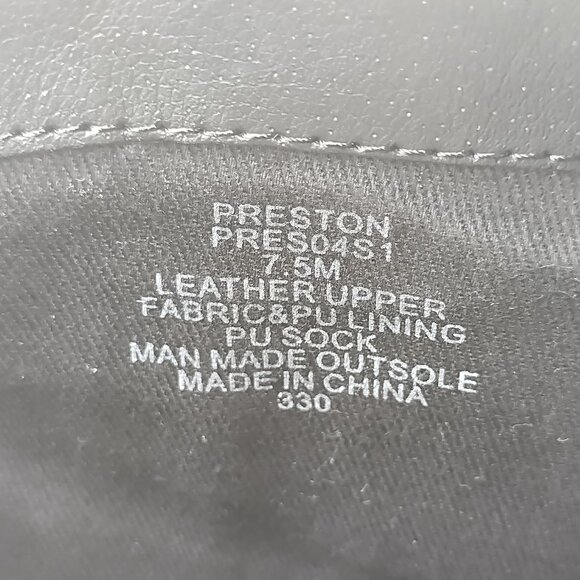 PRESTON
PRES04S1
7.5M
LEATHER UPPER
FABRIC&PU LINING
PU SOCK
MAN MADE OUTSOLE
MADE IN CHINA
330